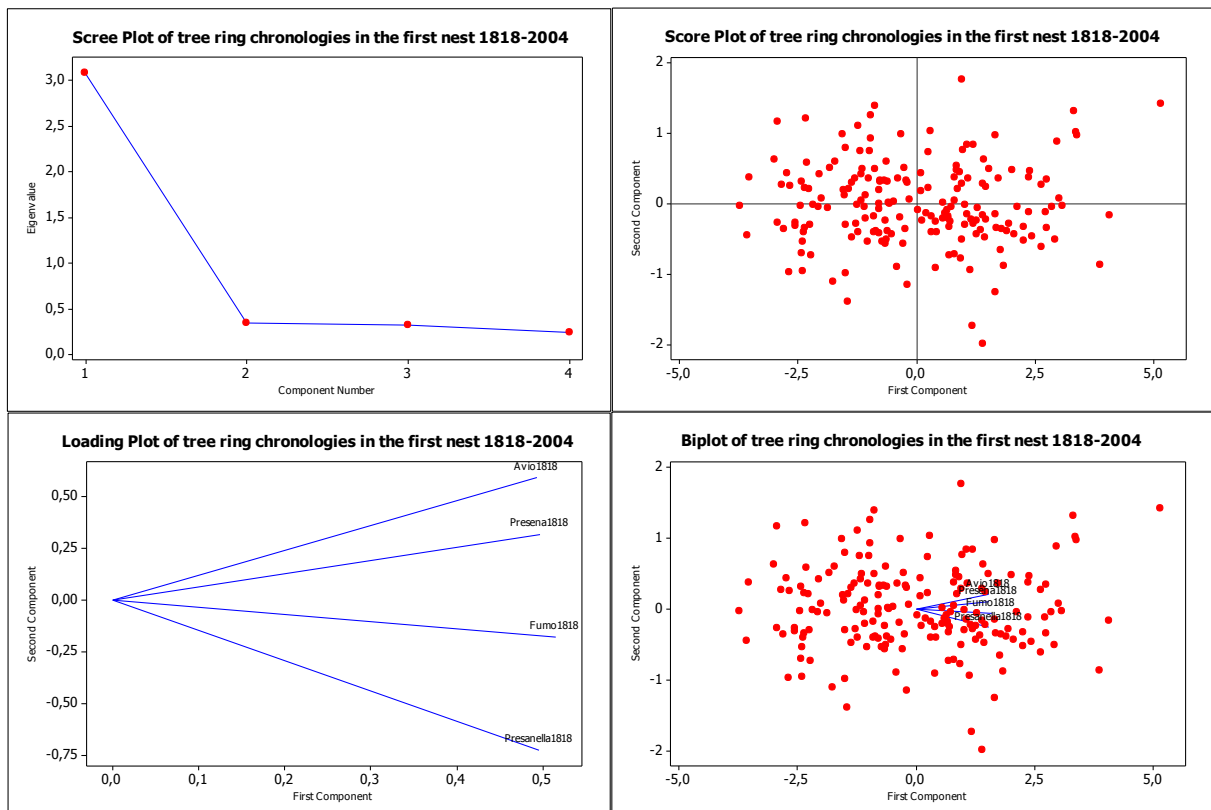 Scree Plot of tree ring chronologies in the first nest 1818-2004
3,0
2,5
2,0
1,5
1,0
0,5
0,0
Eigenvalue
1 2 3 4
Component Number
Score Plot of tree ring chronologies in the first nest 1818-2004
2
1
0
-1
-2
Second Component
-5,0 -2,5 0,0 2,5 5,0
First Component
Loading Plot of tree ring chronologies in the first nest 1818-2004
Avio1818
0,50
Presena1818
0,25
0,00
Fumo1818
-0,25
-0,50
Presanella1818
-0,75
Second Component
0,0 0,1 0,2 0,3 0,4 0,5
First Component
Biplot of tree ring chronologies in the first nest 1818-2004
2
1
Avio1818
Presena1818
Fumo1818
0
Presanella1818
-1
-2
Second Component
-5,0 -2,5 0,0 2,5 5,0
First Component